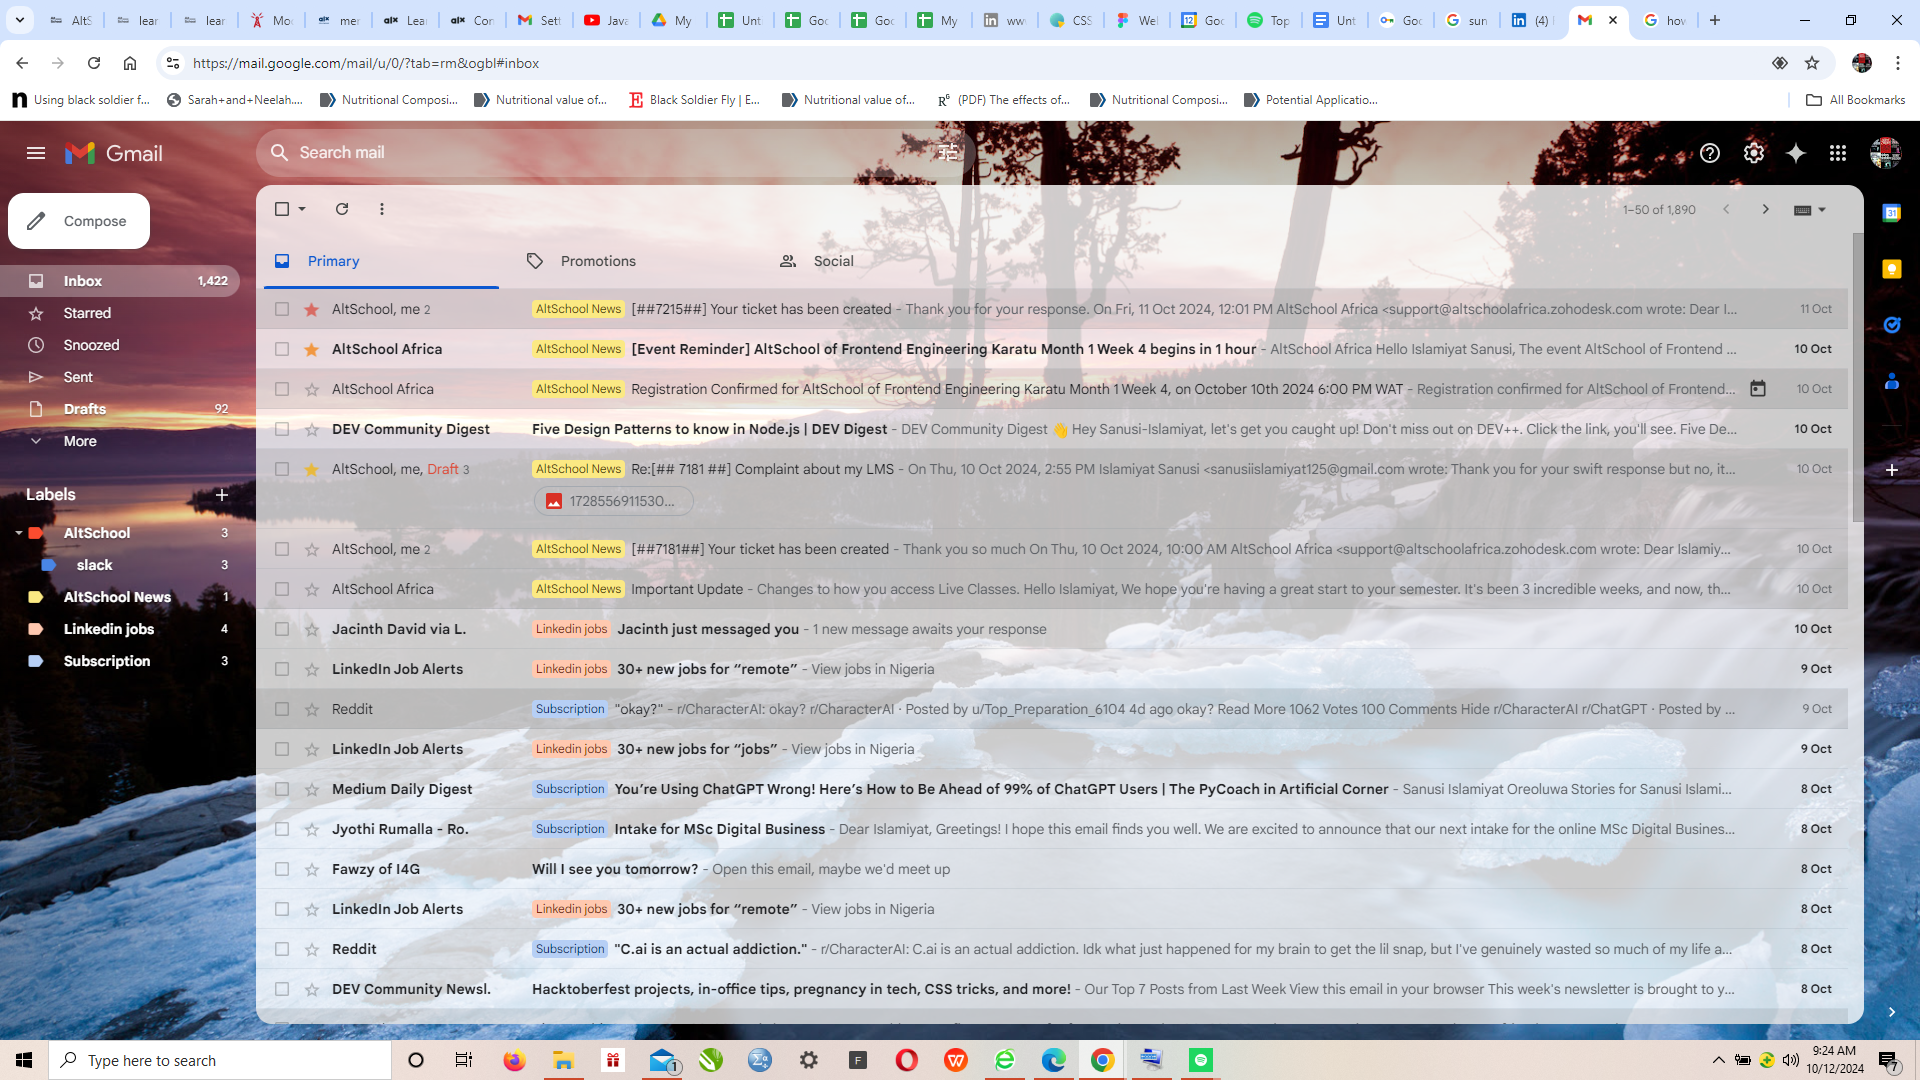 AltS
lear
lear
Mo
mer
Lear
Con
Sett
Java
My
Unt
Goo
Goo
My
ww
CSS
Wel
Goo
Top
Unt
Goo
sun
(4)
how
https://mail.google.com/mail/u/0/?tab=rm&ogbl#inbox
Using black soldier f...
Sarah+and+Neelah....
Nutritional Composi...
Nutritional value of...
Black Soldier Fly | E...
Nutritional value of...
(PDF) The effects of...
Nutritional Composi...
Potential Applicatio...
All Bookmarks
Gmail
Search mail
Compose
1–50 of 1,890
Inbox 1,422
Starred
Snoozed
Sent
Drafts 92
More
Labels
AltSchool 3
slack 3
AltSchool News 1
Linkedin jobs 4
Subscription 3
Primary
Promotions
Social
AltSchool, me 2 AltSchool News [##7215##] Your ticket has been created - Thank you for your response. On Fri, 11 Oct 2024, 12:01 PM AltSchool Africa <support@altschoolafrica.zohodesk.com wrote: Dear I... 11 Oct
AltSchool Africa AltSchool News [Event Reminder] AltSchool of Frontend Engineering Karatu Month 1 Week 4 begins in 1 hour - AltSchool Africa Hello Islamiyat Sanusi, The event AltSchool of Frontend ... 10 Oct
AltSchool Africa AltSchool News Registration Confirmed for AltSchool of Frontend Engineering Karatu Month 1 Week 4, on October 10th 2024 6:00 PM WAT - Registration confirmed for AltSchool of Frontend... 10 Oct
DEV Community Digest Five Design Patterns to know in Node.js | DEV Digest - DEV Community Digest 👋 Hey Sanusi-Islamiyat, let's get you caught up! Don't miss out on DEV++. Click the link, you'll see. Five De... 10 Oct
AltSchool, me, Draft 3 AltSchool News Re:[## 7181 ##] Complaint about my LMS - On Thu, 10 Oct 2024, 2:55 PM Islamiyat Sanusi <sanusiislamiyat125@gmail.com wrote: Thank you for your swift response but no, it... 10 Oct
1728556911530...
AltSchool, me 2 AltSchool News [##7181##] Your ticket has been created - Thank you so much On Thu, 10 Oct 2024, 10:00 AM AltSchool Africa <support@altschoolafrica.zohodesk.com wrote: Dear Islamiy... 10 Oct
AltSchool Africa AltSchool News Important Update - Changes to how you access Live Classes. Hello Islamiyat, We hope you're having a great start to your semester. It's been 3 incredible weeks, and now, th... 10 Oct
Jacinth David via L. Linkedin jobs Jacinth just messaged you - 1 new message awaits your response 10 Oct
LinkedIn Job Alerts Linkedin jobs 30+ new jobs for “remote” - View jobs in Nigeria 9 Oct
Reddit Subscription "okay?" - r/CharacterAI: okay? r/CharacterAI · Posted by u/Top_Preparation_6104 4d ago okay? Read More 1062 Votes 100 Comments Hide r/CharacterAI r/ChatGPT · Posted by ... 9 Oct
LinkedIn Job Alerts Linkedin jobs 30+ new jobs for “jobs” - View jobs in Nigeria 9 Oct
Medium Daily Digest Subscription You’re Using ChatGPT Wrong! Here’s How to Be Ahead of 99% of ChatGPT Users | The PyCoach in Artificial Corner - Sanusi Islamiyat Oreoluwa Stories for Sanusi Islami... 8 Oct
Jyothi Rumalla - Ro. Subscription Intake for MSc Digital Business - Dear Islamiyat, Greetings! I hope this email finds you well. We are excited to announce that our next intake for the online MSc Digital Busines... 8 Oct
Fawzy of I4G Will I see you tomorrow? - Open this email, maybe we'd meet up 8 Oct
LinkedIn Job Alerts Linkedin jobs 30+ new jobs for “remote” - View jobs in Nigeria 8 Oct
Reddit Subscription "C.ai is an actual addiction." - r/CharacterAI: C.ai is an actual addiction. Idk what just happened for my brain to get the lil snap, but I've genuinely wasted so much of my life a... 8 Oct
DEV Community Newsl. Hacktoberfest projects, in-office tips, pregnancy in tech, CSS tricks, and more! - Our Top 7 Posts from Last Week View this email in your browser This week's newsletter is brought to y... 8 Oct
Type here to search
9:24 AM
10/12/2024